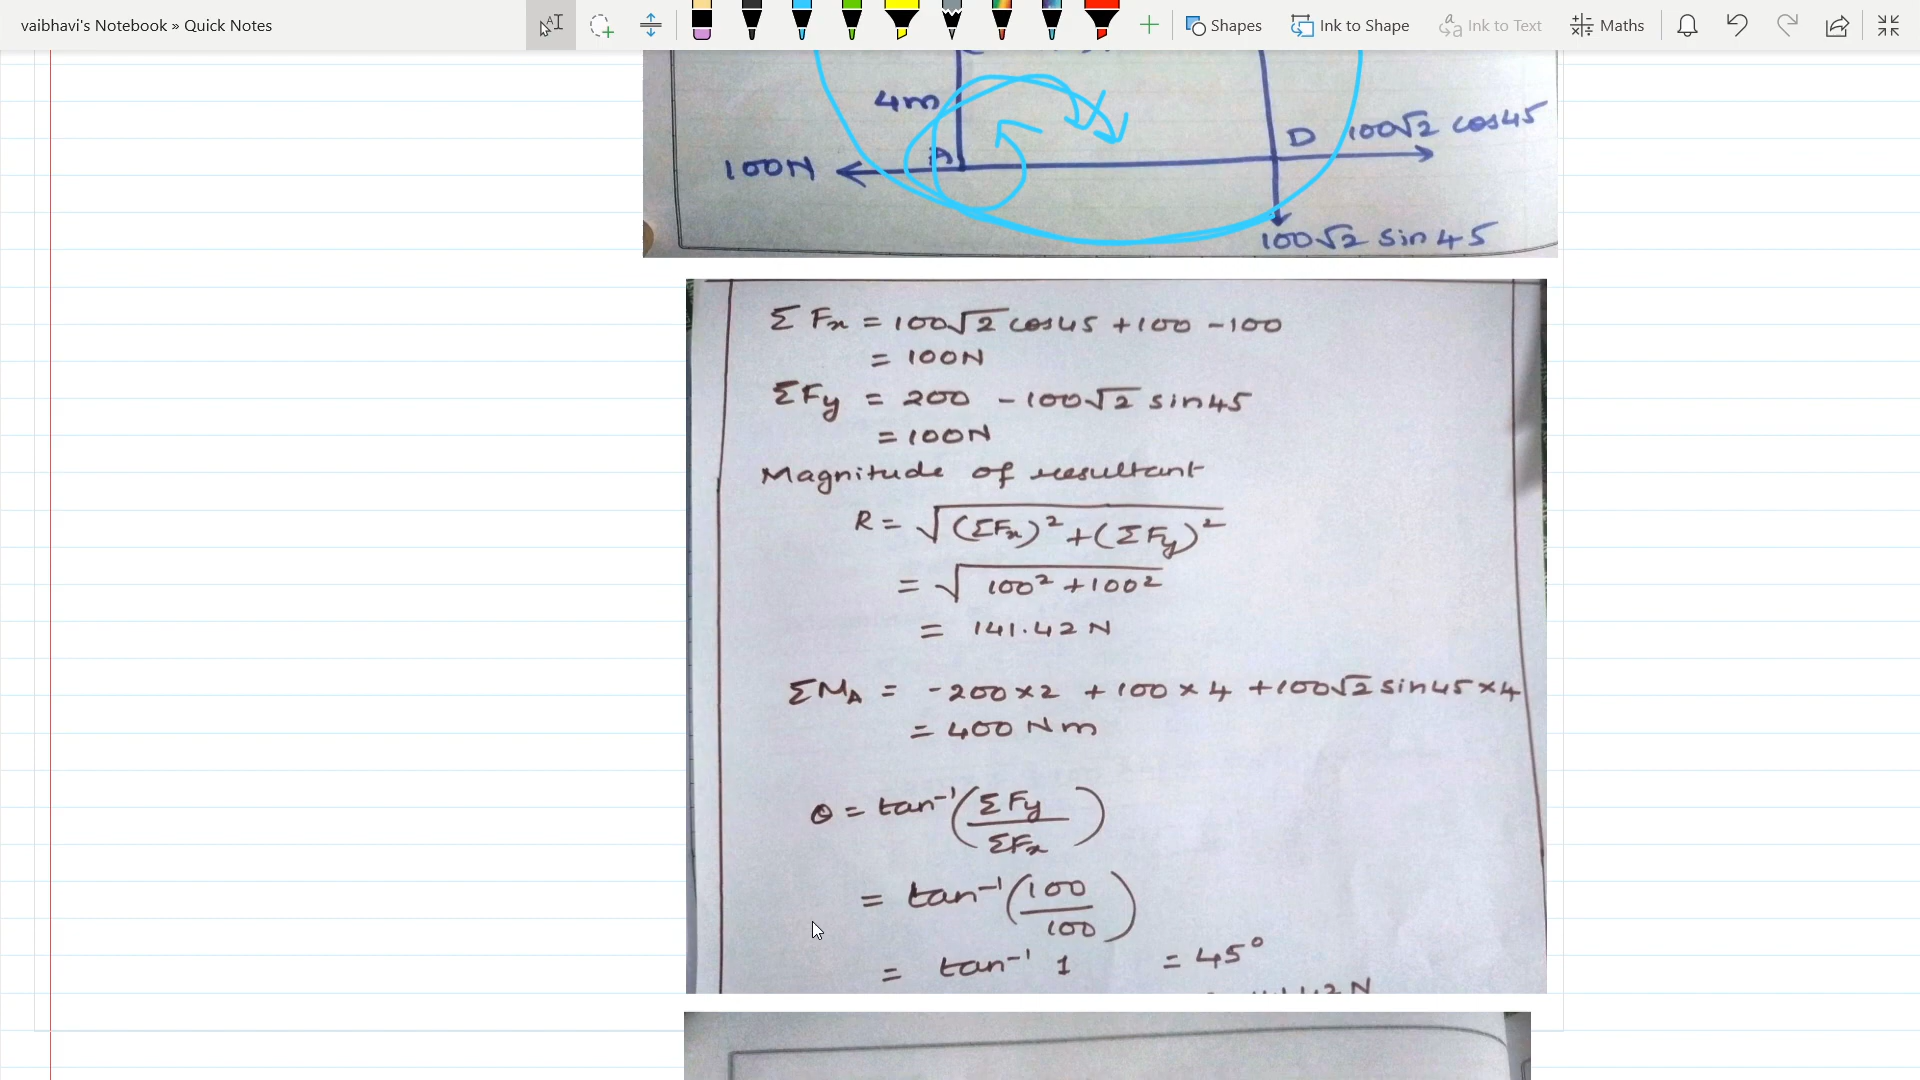 vaibhavi's Notebook » Quick Notes
Shapes
Ink to Shape
Ink to Text
Maths
4m
A
100N
D
100√2 cos45
100√2 sin45
Σ Fx = 100√2 cos45 +100 -100
= 100N
ΣFy = 200 - 100√2 sin45
= 100N
Magnitude of resultant
R = √(ΣFx)² + (ΣFy)²
= √100² +100²
= 141.42 N
ΣMA = -200×2 + 100×4 +100√2 sin45×4
= 400 Nm
θ = tan⁻¹(ΣFy/ΣFx)
= tan⁻¹(100/100)
= tan⁻¹ 1 = 45°